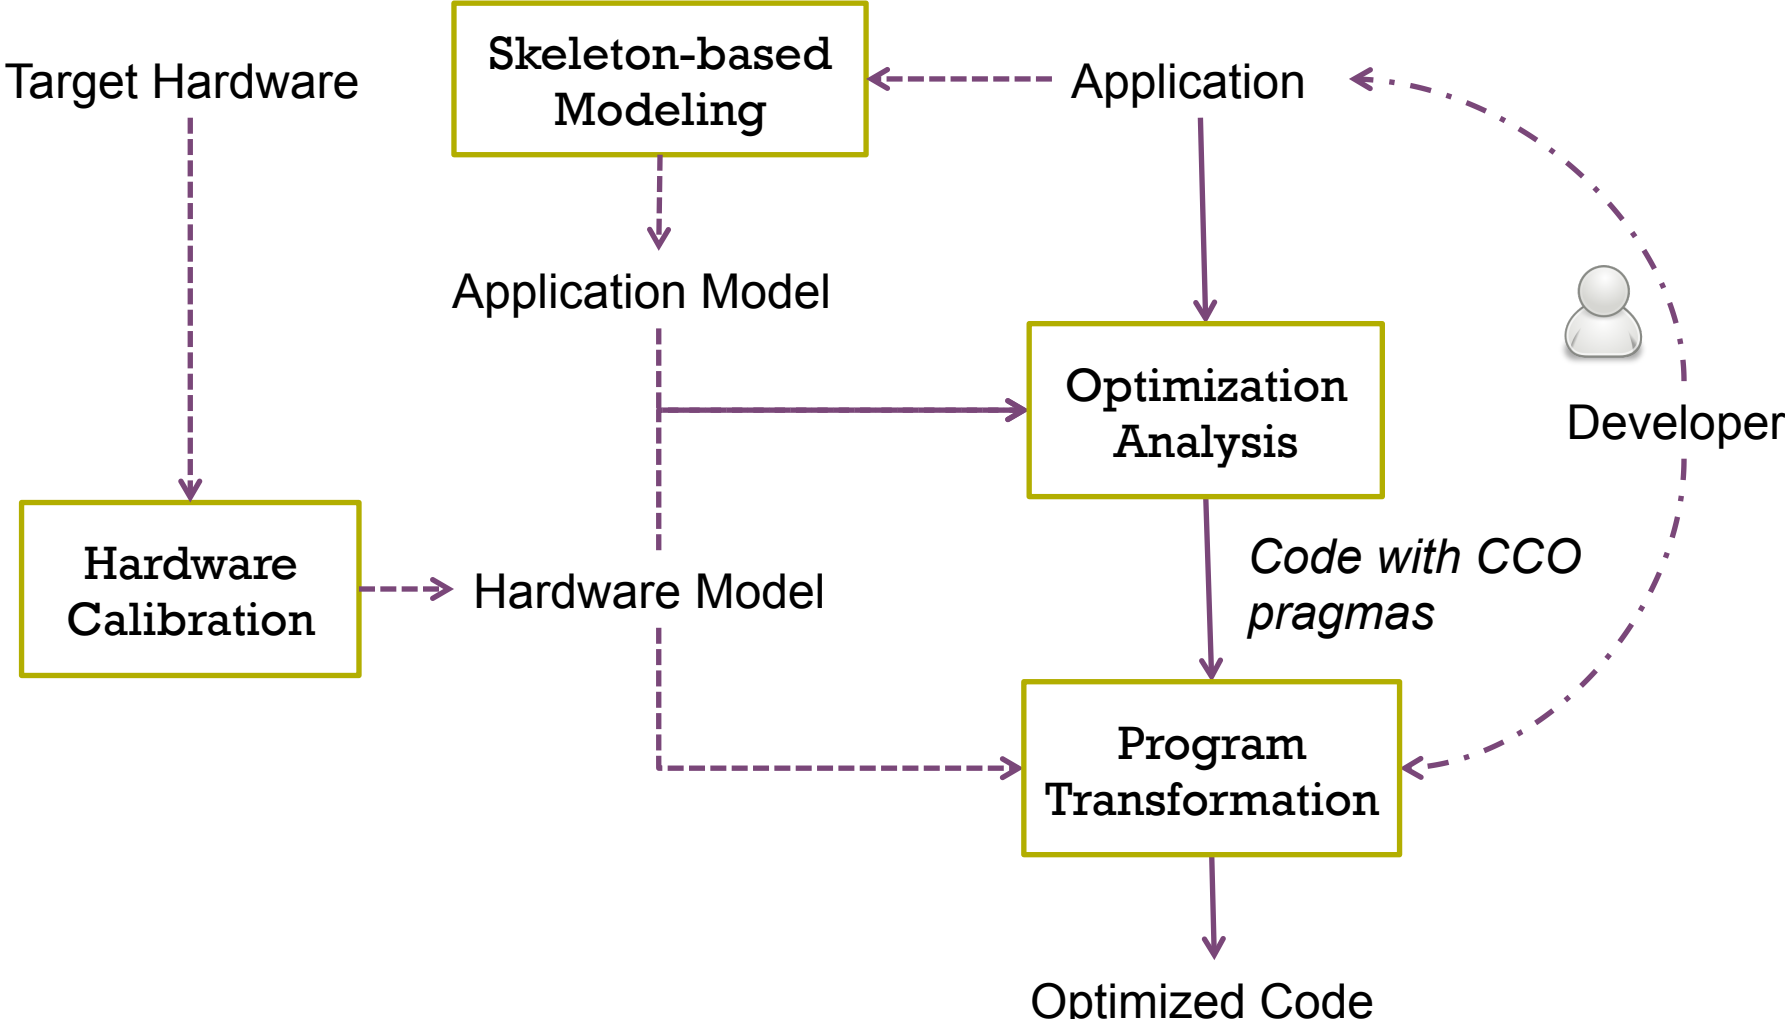 Skeleton-based
Modeling
Target Hardware
Application
Application Model
Optimization
Analysis
Developer
Hardware
Calibration
Hardware Model
Code with CCO
pragmas
Program
Transformation
Optimized Code